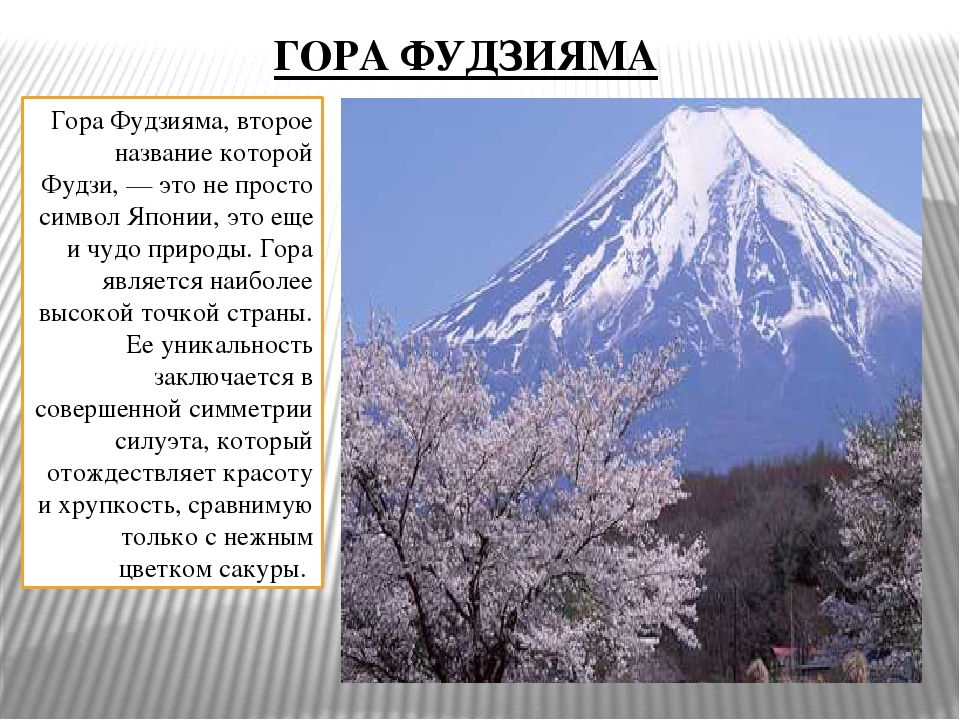 ГОРА ФУДЗИЯМА
Гора Фудзияма, второе
название которой
Фудзи, — это не просто
символ Японии, это еще
и чудо природы. Гора
является наиболее
высокой точкой страны.
Ее уникальность
заключается в
совершенной симметрии
силуэта, который
отождествляет красоту
и хрупкость, сравнимую
только с нежным
цветком сакуры.